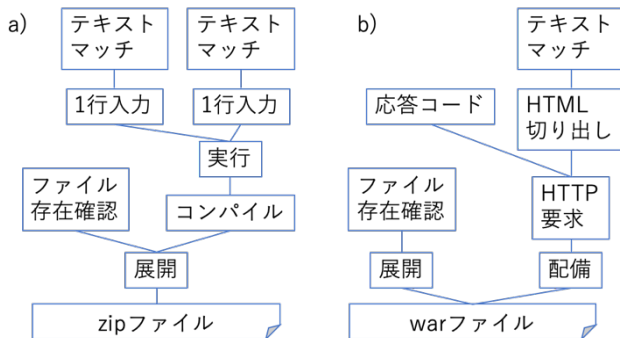 a)
テキスト
マッチ
テキスト
マッチ
1行入力
1行入力
実行
ファイル
存在確認
コンパイル
展開
zipファイル
b)
テキスト
マッチ
応答コード
HTML
切り出し
ファイル
存在確認
HTTP
要求
展開
配備
warファイル